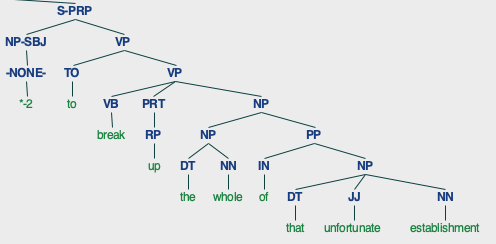 S-PRP
NP-SBJ VP
-NONE- TO VP
*-2 to VB PRT NP
break RP NP PP
up DT NN IN NP
the whole of DT JJ NN
that unfortunate establishment